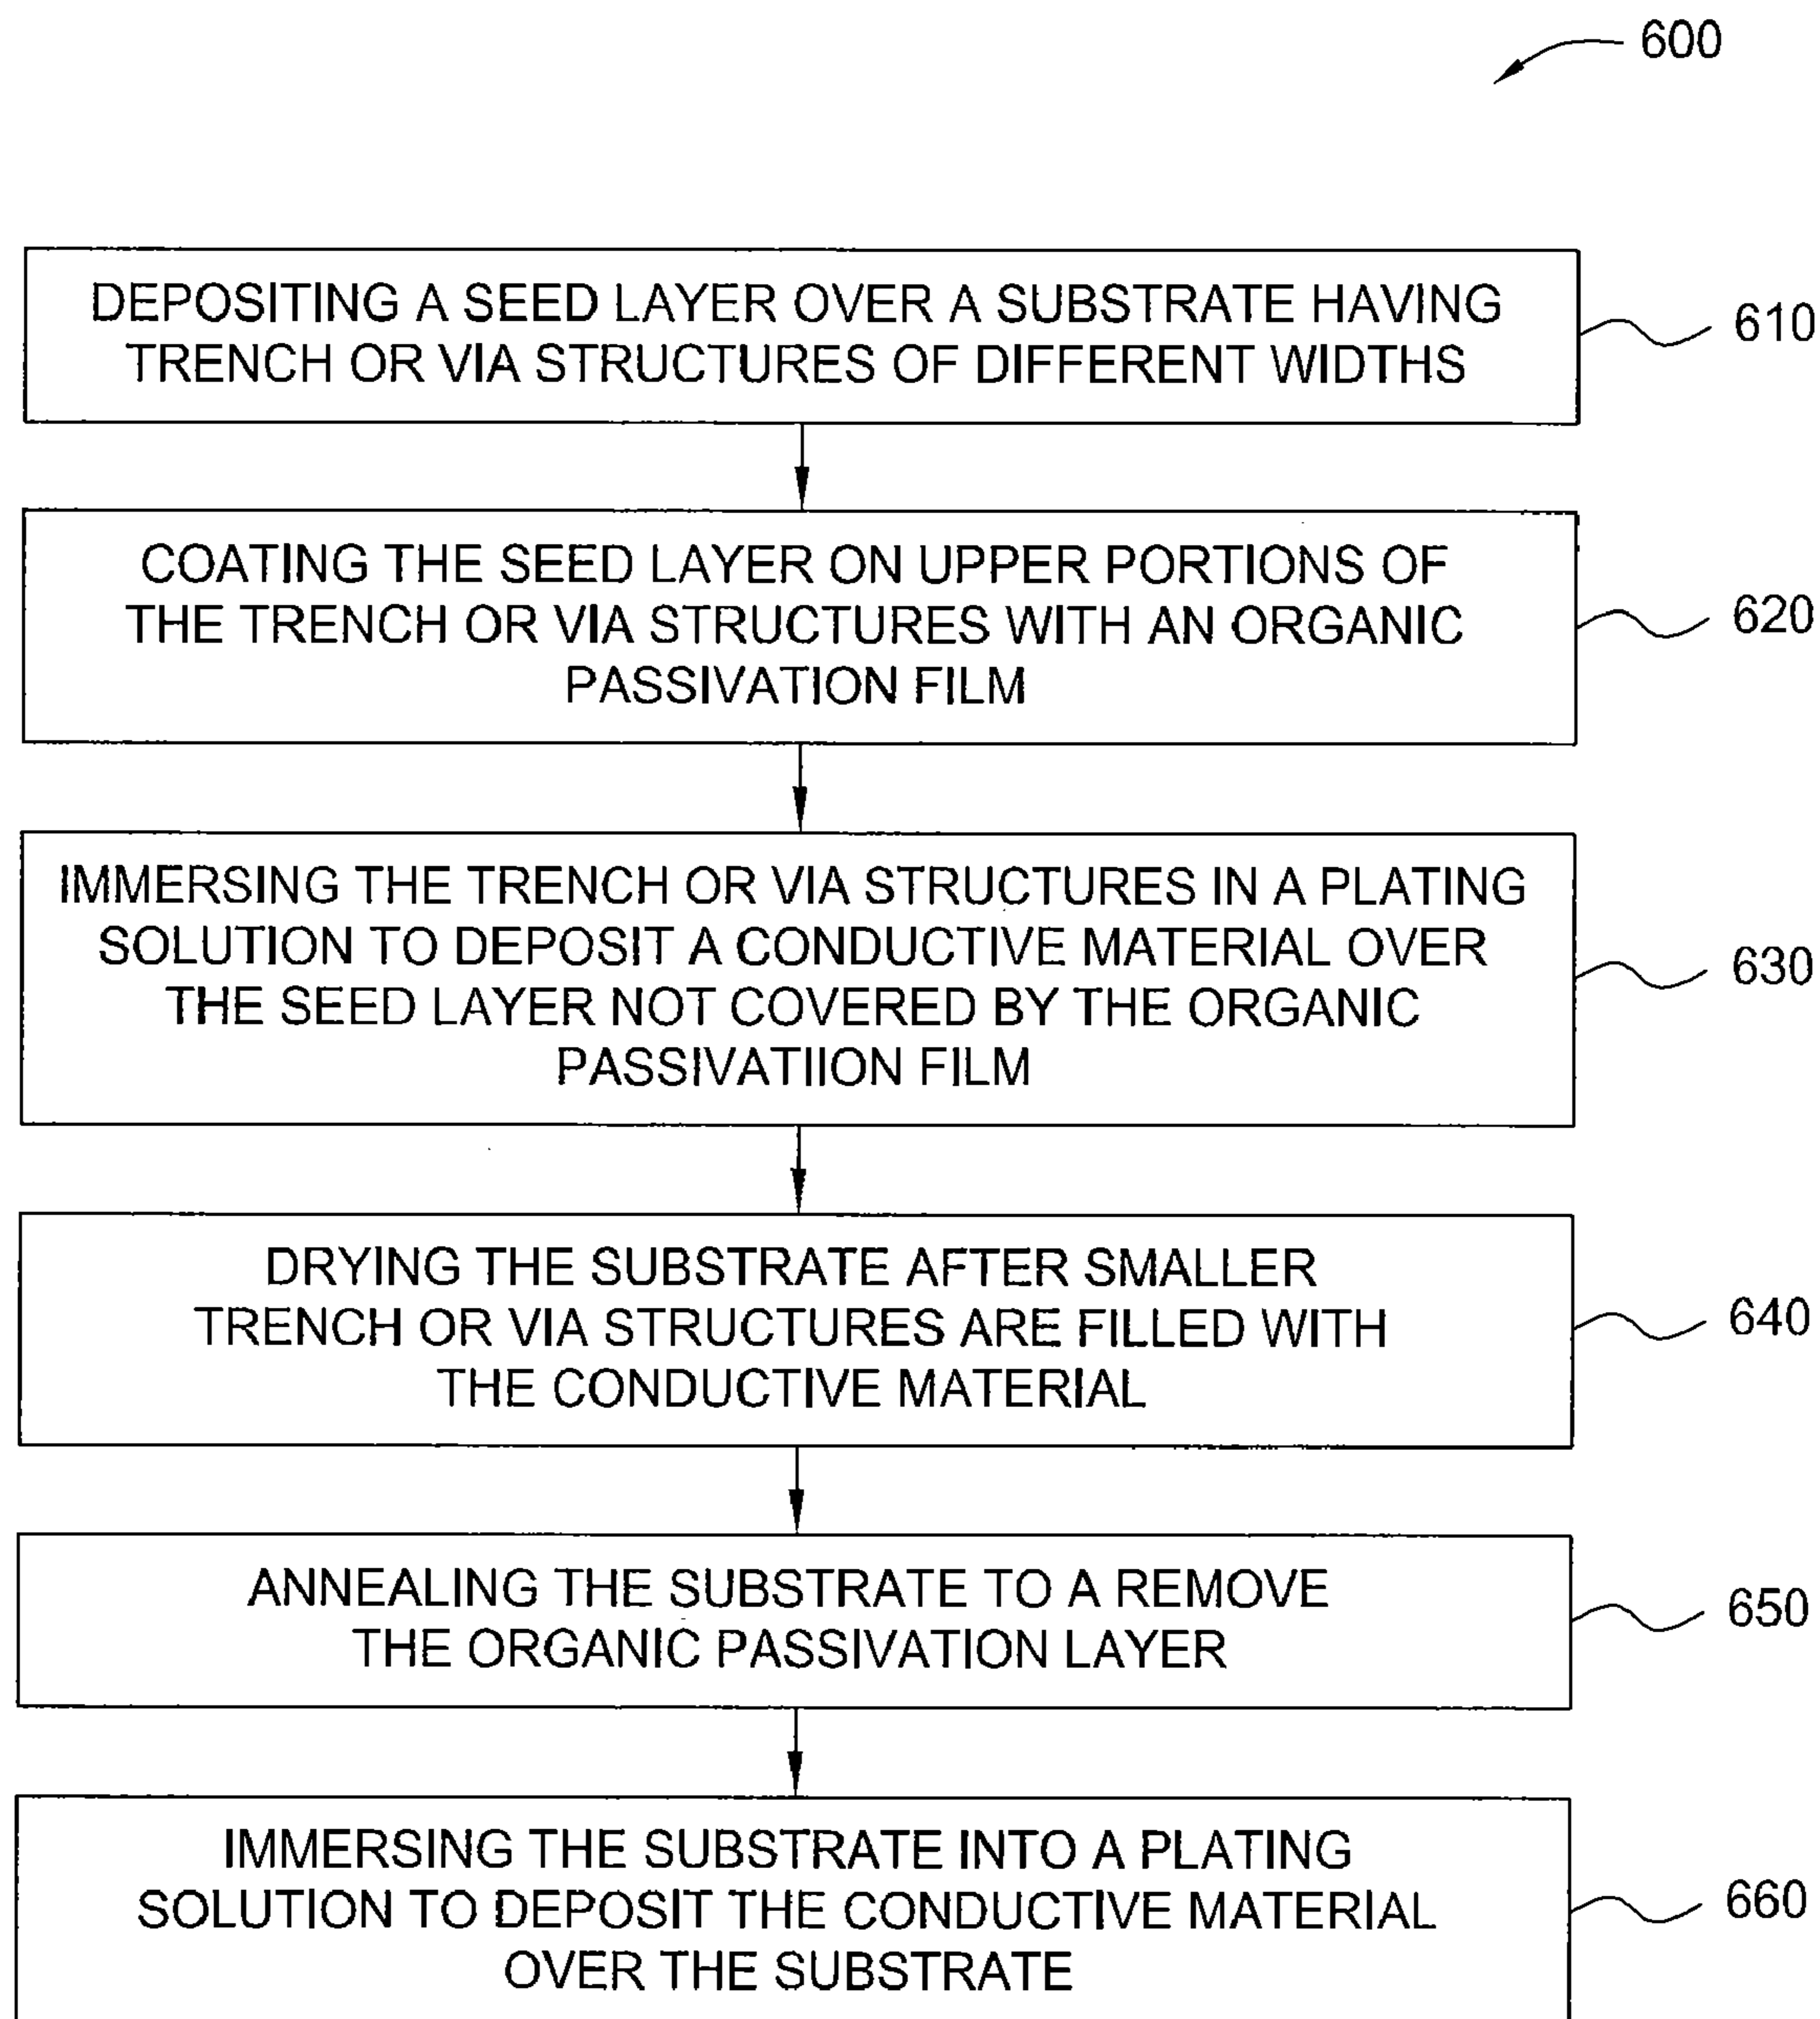 600
DEPOSITING A SEED LAYER OVER A SUBSTRATE HAVING
TRENCH OR VIA STRUCTURES OF DIFFERENT WIDTHS
610
COATING THE SEED LAYER ON UPPER PORTIONS OF
THE TRENCH OR VIA STRUCTURES WITH AN ORGANIC
PASSIVATION FILM
620
IMMERSING THE TRENCH OR VIA STRUCTURES IN A PLATING
SOLUTION TO DEPOSIT A CONDUCTIVE MATERIAL OVER
THE SEED LAYER NOT COVERED BY THE ORGANIC
PASSIVATIION FILM
630
DRYING THE SUBSTRATE AFTER SMALLER
TRENCH OR VIA STRUCTURES ARE FILLED WITH
THE CONDUCTIVE MATERIAL
640
ANNEALING THE SUBSTRATE TO A REMOVE
THE ORGANIC PASSIVATION LAYER
650
IMMERSING THE SUBSTRATE INTO A PLATING
SOLUTION TO DEPOSIT THE CONDUCTIVE MATERIAL
OVER THE SUBSTRATE
660